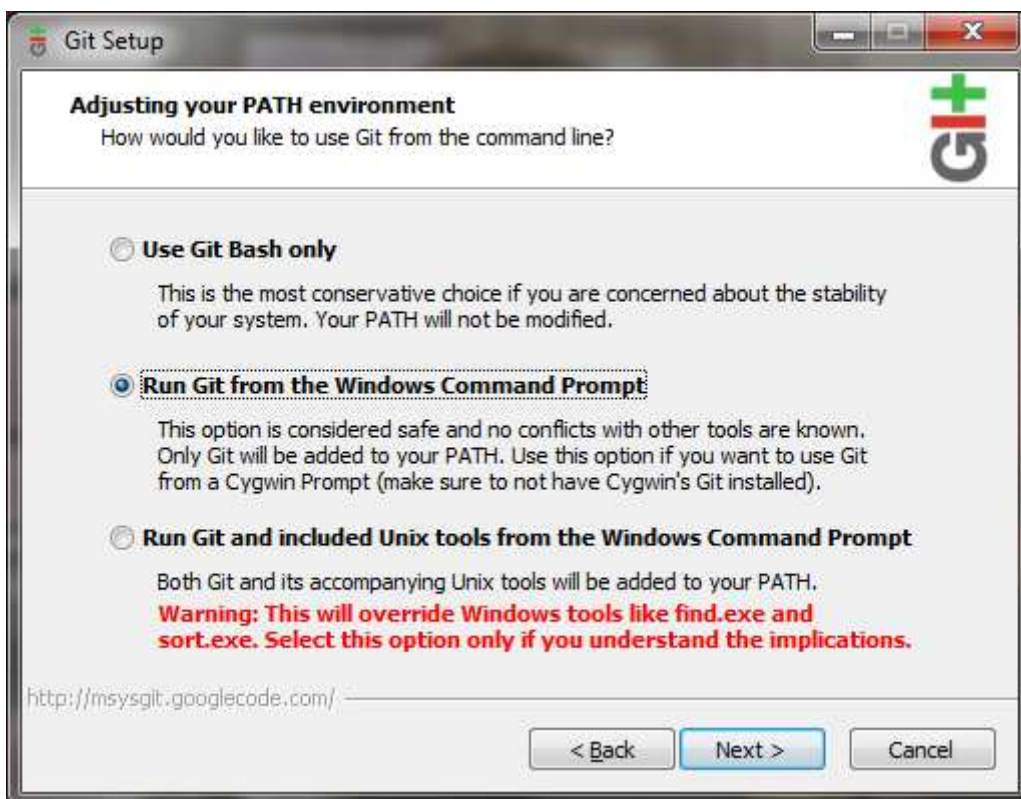 Git Setup
Adjusting your PATH environment
How would you like to use Git from the command line?
Git
Use Git Bash only
This is the most conservative choice if you are concerned about the stability
of your system. Your PATH will not be modified.
Run Git from the Windows Command Prompt
This option is considered safe and no conflicts with other tools are known.
Only Git will be added to your PATH. Use this option if you want to use Git
from a Cygwin Prompt (make sure to not have Cygwin's Git installed).
Run Git and included Unix tools from the Windows Command Prompt
Both Git and its accompanying Unix tools will be added to your PATH.
Warning: This will override Windows tools like find.exe and
sort.exe. Select this option only if you understand the implications.
http://msysgit.googlecode.com/
< Back Next > Cancel